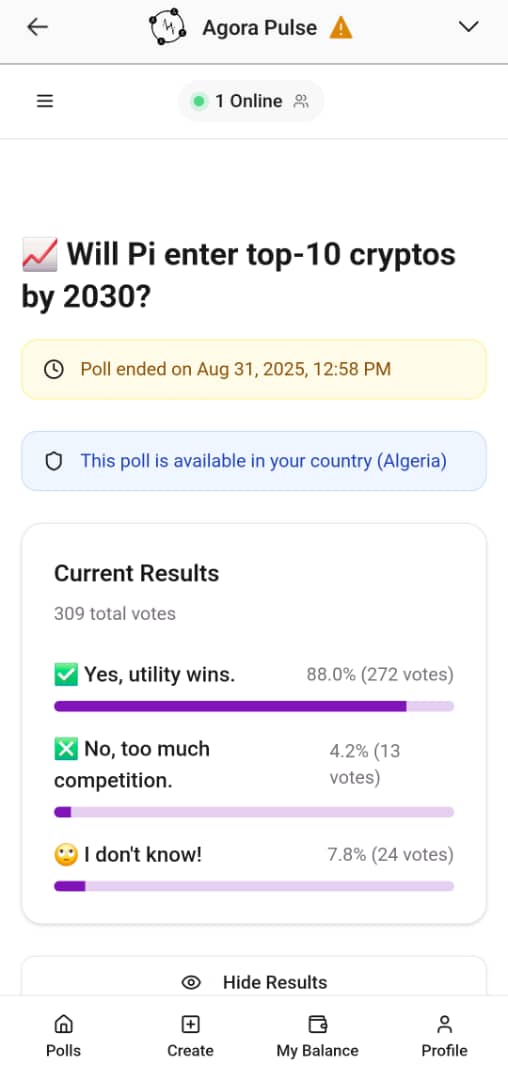 Agora Pulse
1 Online
Will Pi enter top-10 cryptos
by 2030?
Poll ended on Aug 31, 2025, 12:58 PM
This poll is available in your country (Algeria)
Current Results
309 total votes
Yes, utility wins. 88.0% (272 votes)
No, too much
competition.
4.2% (13
votes)
I don't know! 7.8% (24 votes)
Hide Results
Polls Create My Balance Profile